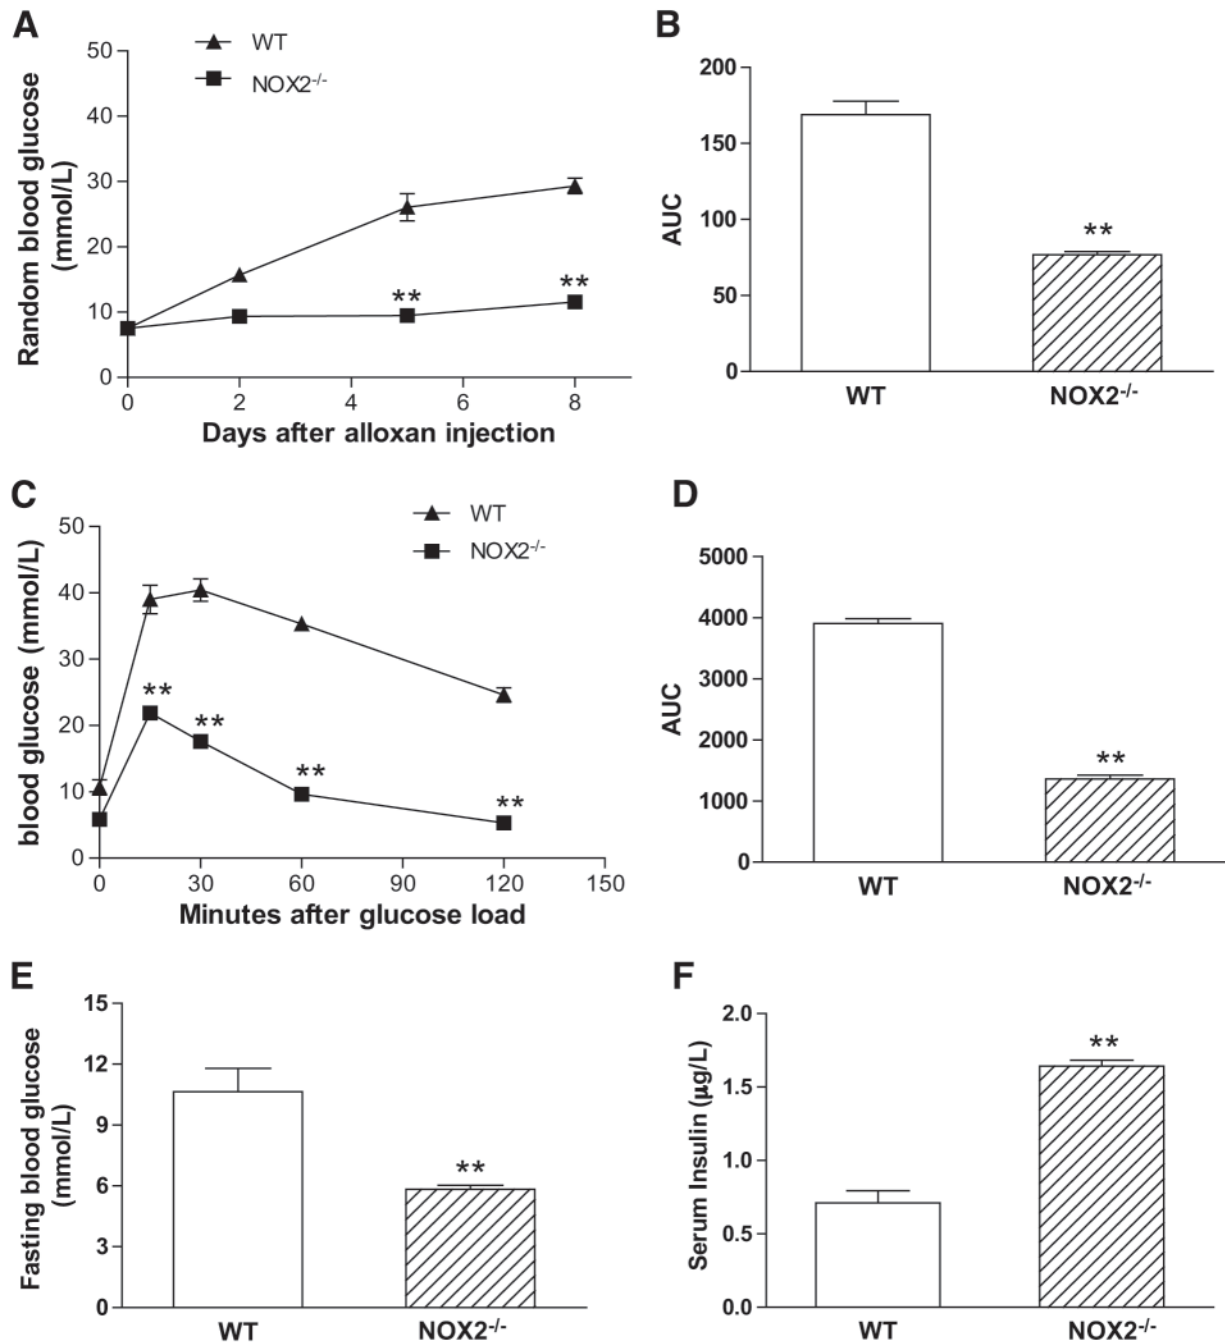 A
WT
NOX2-/-
Random blood glucose
(mmol/L)
50
40
30
20
10
0
**
**
0 2 4 6 8
Days after alloxan injection
B
AUC
200
150
100
50
0
**
WT NOX2-/-
C
WT
NOX2-/-
blood glucose (mmol/L)
50
40
30
20
10
0
**
**
**
**
0 30 60 90 120 150
Minutes after glucose load
D
AUC
5000
4000
3000
2000
1000
0
**
WT NOX2-/-
E
Fasting blood glucose
(mmol/L)
15
12
9
6
3
0
**
WT NOX2-/-
F
Serum Insulin (µg/L)
2.0
1.5
1.0
0.5
0.0
**
WT NOX2-/-